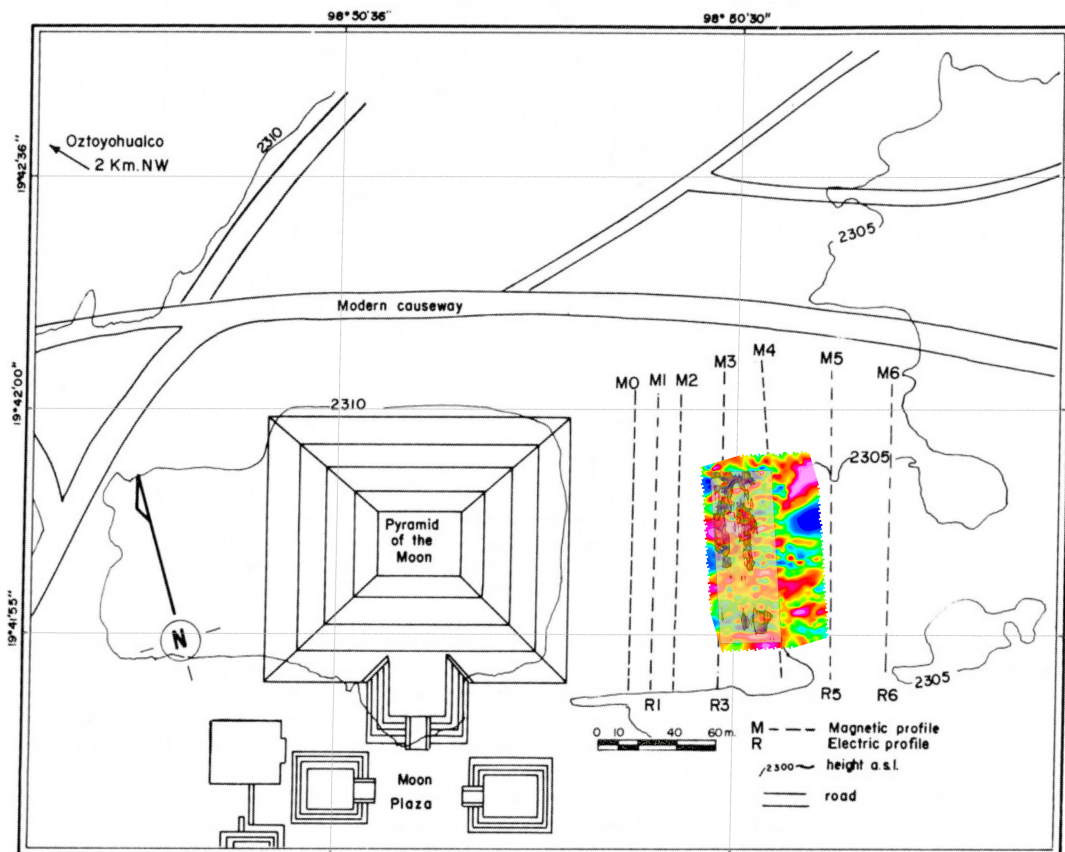 98°50'36"
98°50'30"
19°42'36"
Oztoyohualco
2 Km. NW
2310
2305
Modern causeway
19°42'00"
M0
M1
M2
M3
M4
M5
M6
2310
2305
Pyramid
of the
Moon
19°41'55"
N
R1
R3
R5
R6
2305
0 10 20 40 60 m.
M ---- Magnetic profile
R Electric profile
2300 height a.s.l.
road
Moon
Plaza